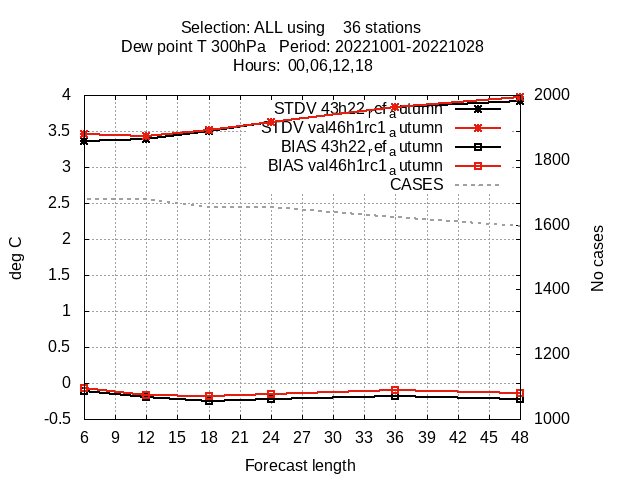 Selection: ALL using    36 stations
Dew point T 300hPa   Period: 20221001-20221028
Hours:  00,06,12,18
STDV 43h22_ref_autumn
STDV val46h1rc1_autumn
BIAS 43h22_ref_autumn
BIAS val46h1rc1_autumn
CASES
4
3.5
3
2.5
2
1.5
1
0.5
0
-0.5
deg C
2000
1800
1600
1400
1200
1000
No cases
6 9 12 15 18 21 24 27 30 33 36 39 42 45 48
Forecast length